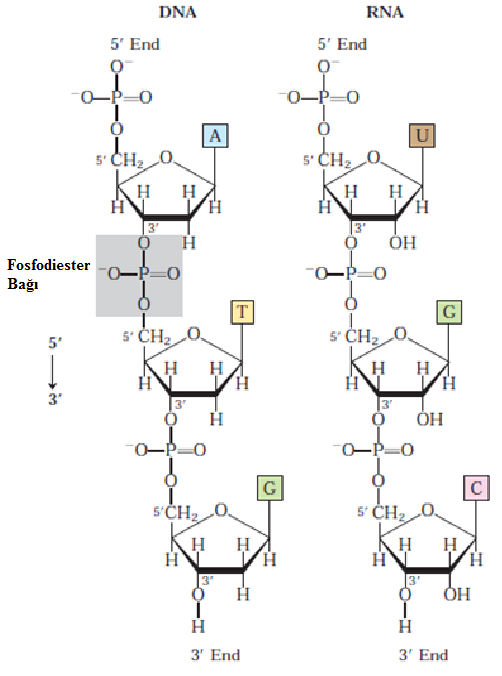 DNA RNA
5′ End 5′ End
O⁻ O⁻
⁻O—P=O ⁻O—P=O
O O
A U
5′ CH₂ O 5′ CH₂ O
H H H H
H H H H
3′ 3′
O H O OH
Fosfodiester
Bağı
⁻O—P=O ⁻O—P=O
O O
T G
5′
3′
5′ CH₂ O 5′ CH₂ O
H H H H
H H H H
3′ 3′
O H O OH
⁻O—P=O ⁻O—P=O
O O
G C
5′CH₂ O 5′ CH₂ O
H H H H
H H H H
3′ 3′
O H O OH
H H
3′ End 3′ End